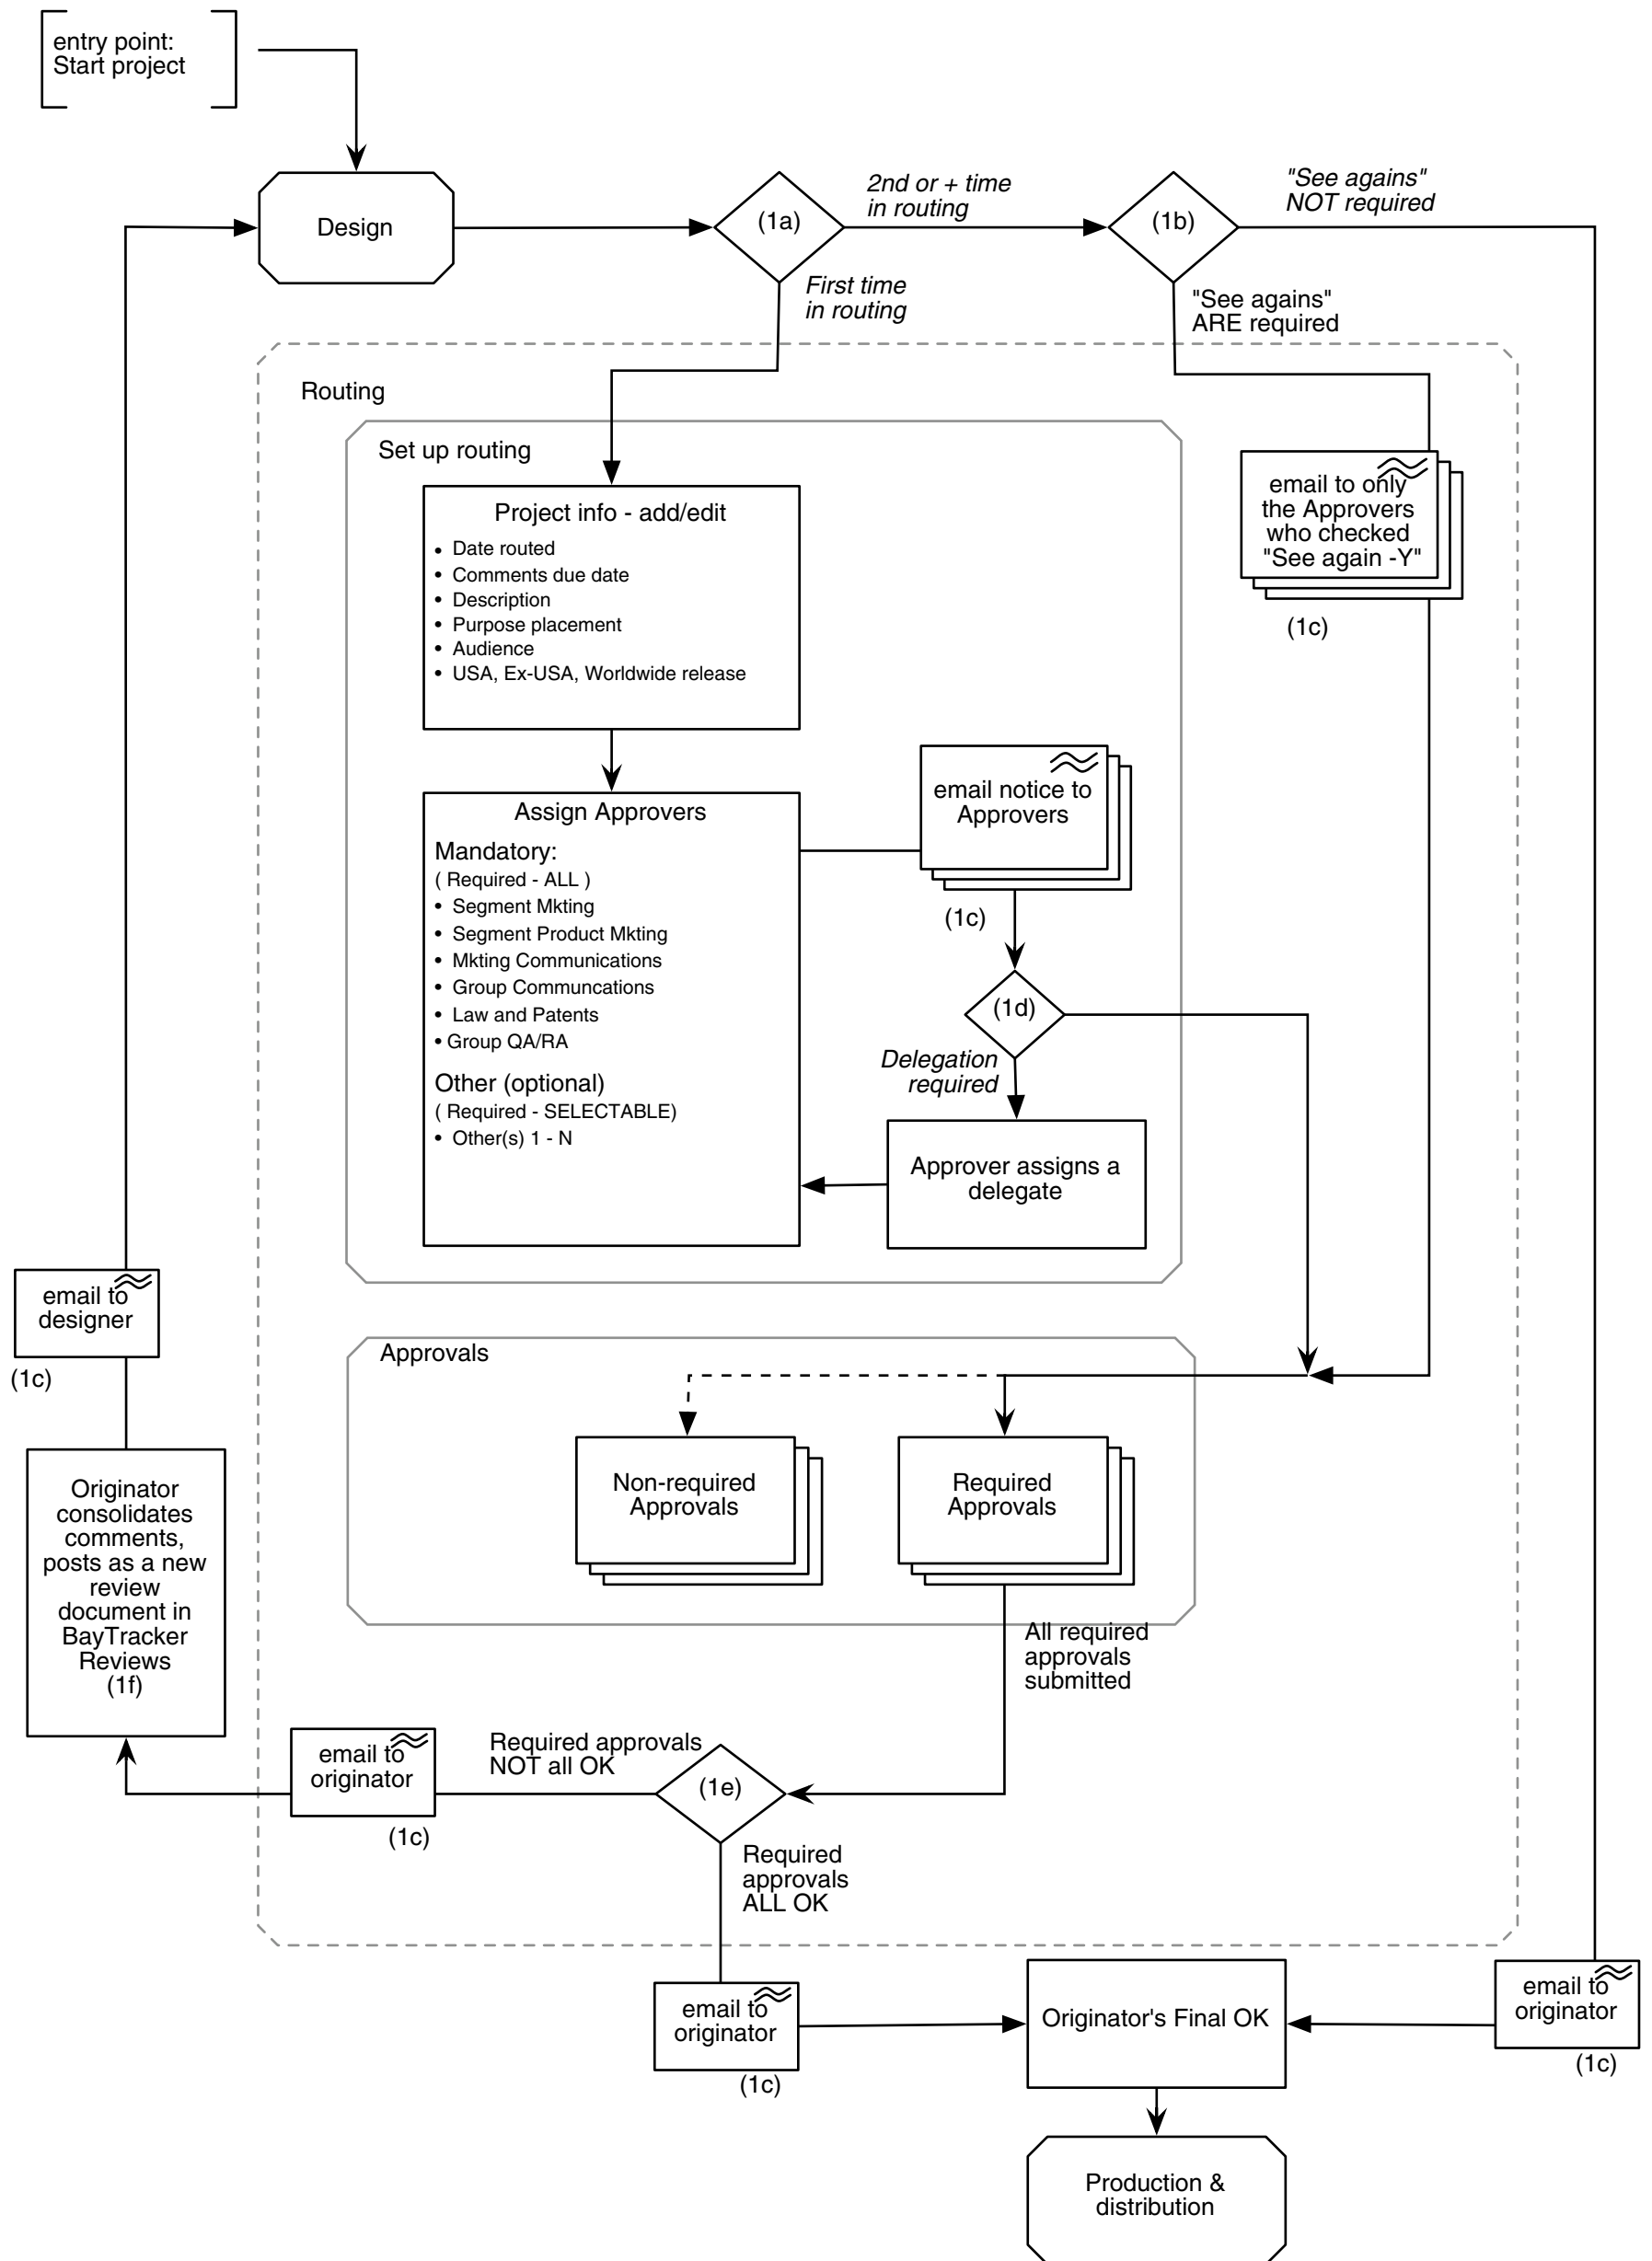 entry point:
Start project
Design
(1a)
2nd or + time
in routing
(1b)
"See agains"
NOT required
First time
in routing
"See agains"
ARE required
Routing
Set up routing
Project info - add/edit
• Date routed
• Comments due date
• Description
• Purpose placement
• Audience
• USA, Ex-USA, Worldwide release
email to only
the Approvers
who checked
"See again -Y"
(1c)
Assign Approvers
Mandatory:
( Required - ALL )
• Segment Mkting
• Segment Product Mkting
• Mkting Communications
• Group Communcations
• Law and Patents
• Group QA/RA
Other (optional)
( Required - SELECTABLE)
• Other(s) 1 - N
email notice to
Approvers
(1c)
(1d)
Delegation
required
Approver assigns a
delegate
email to
designer
(1c)
Approvals
Non-required
Approvals
Required
Approvals
Originator
consolidates
comments,
posts as a new
review
document in
BayTracker
Reviews
(1f)
All required
approvals
submitted
email to
originator
(1c)
Required approvals
NOT all OK
(1e)
Required
approvals
ALL OK
email to
originator
(1c)
Originator's Final OK
email to
originator
(1c)
Production &
distribution